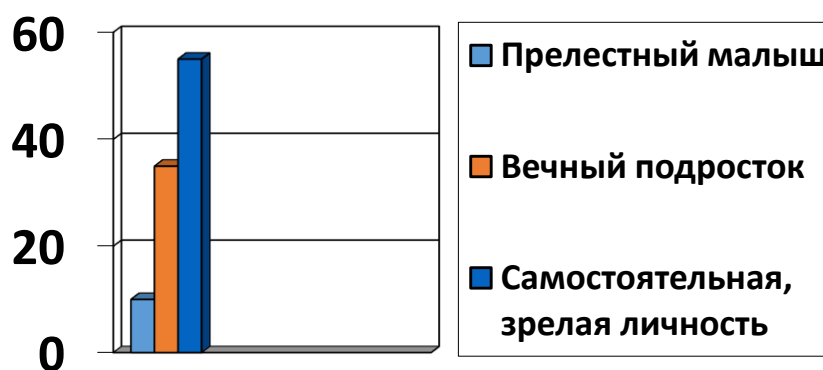 60
40
20
0
Прелестный малыш
Вечный подросток
Самостоятельная,
зрелая личность